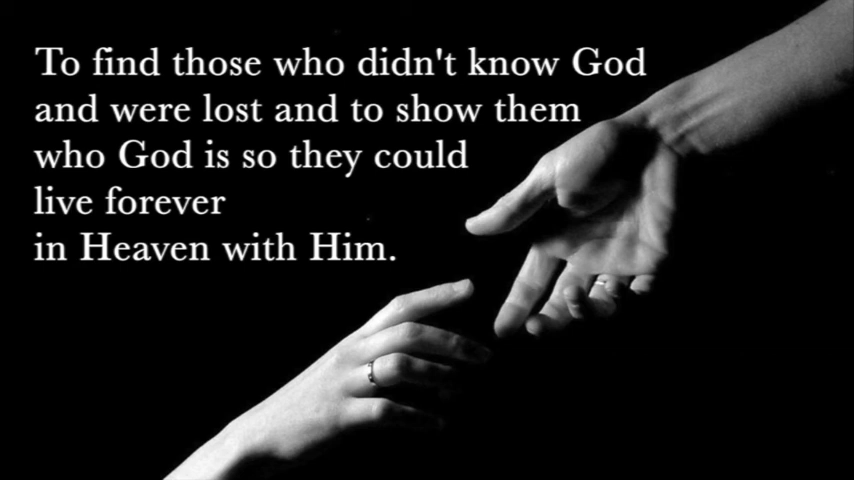 To find those who didn't know God
and were lost and to show them
who God is so they could
live forever
in Heaven with Him.